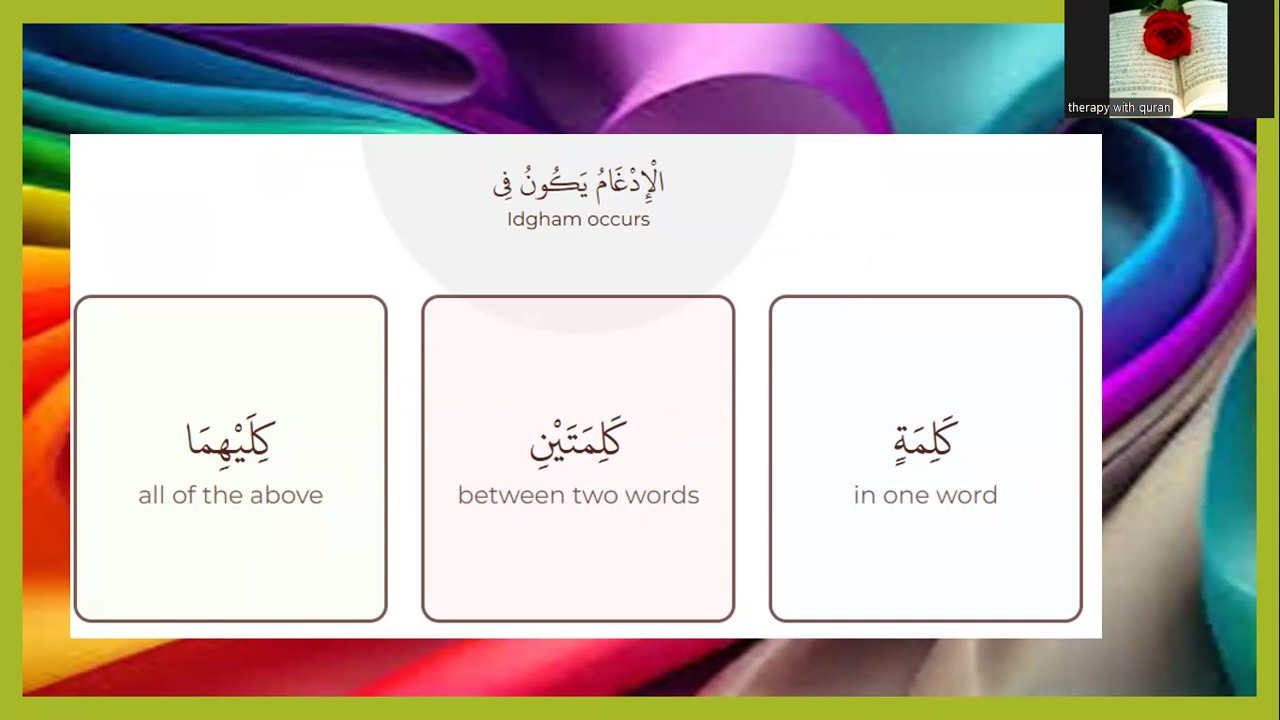 therapy with quran
الْإِدْغَامُ يَكُونُ فِى
Idgham occurs
كَلِمَةٍ
in one word
كَلِمَتَيْنِ
between two words
كِلَيْهِمَا
all of the above